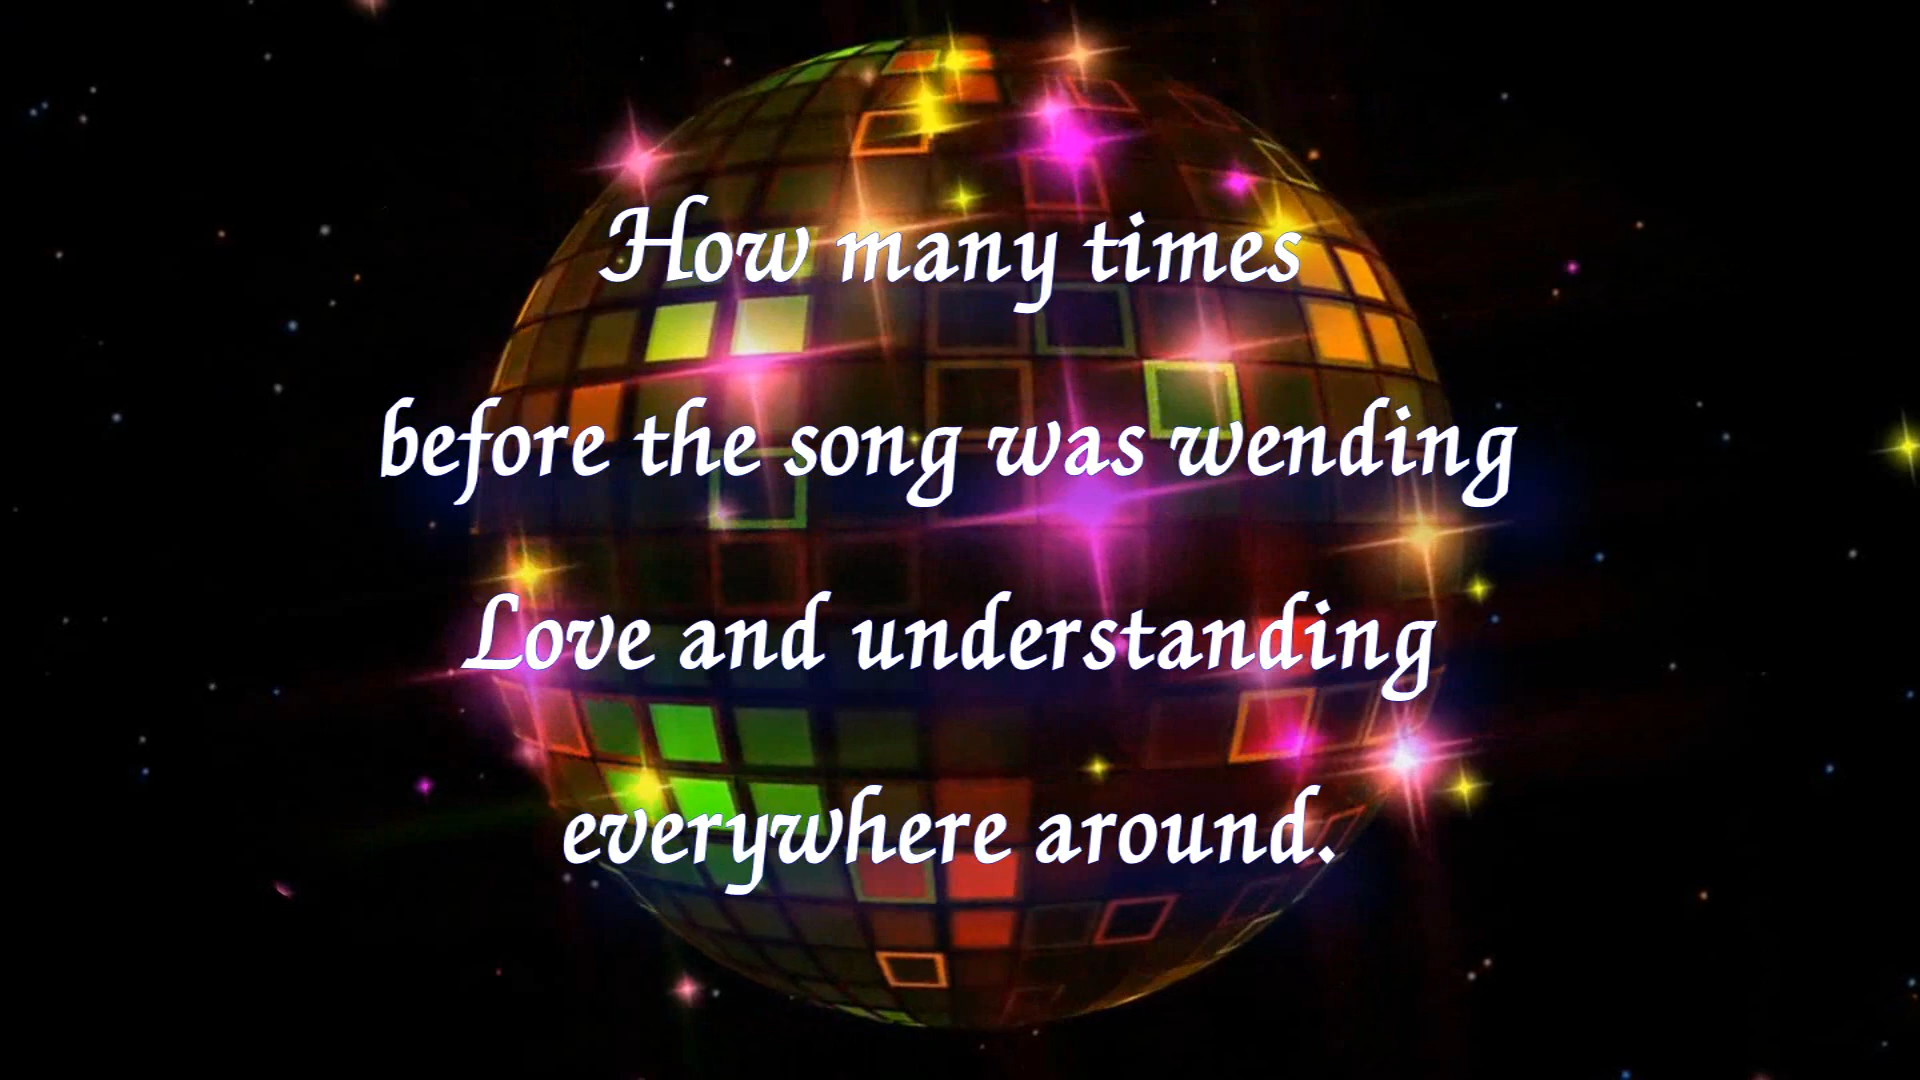 How many times
before the song was wending
Love and understanding
everywhere around.